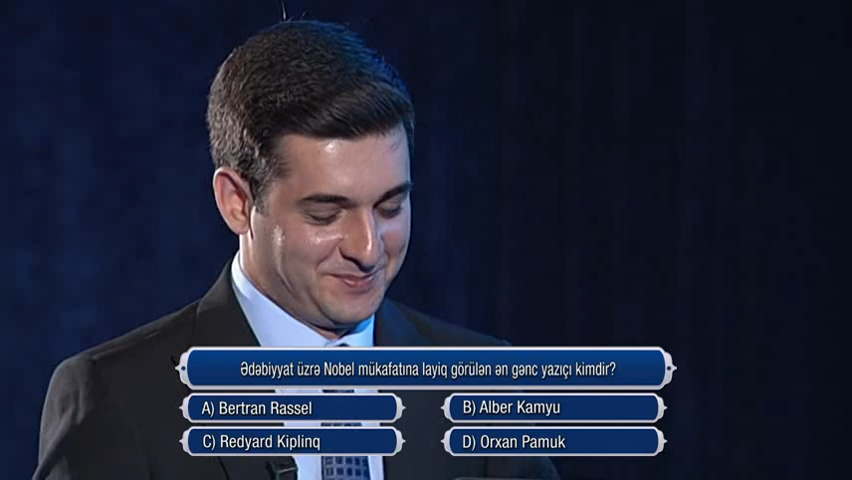 Ədəbiyyat üzrə Nobel mükafatına layiq görülən ən gənc yazıçı kimdir?
A) Bertran Rassel
B) Alber Kamyu
C) Redyard Kiplinq
D) Orxan Pamuk